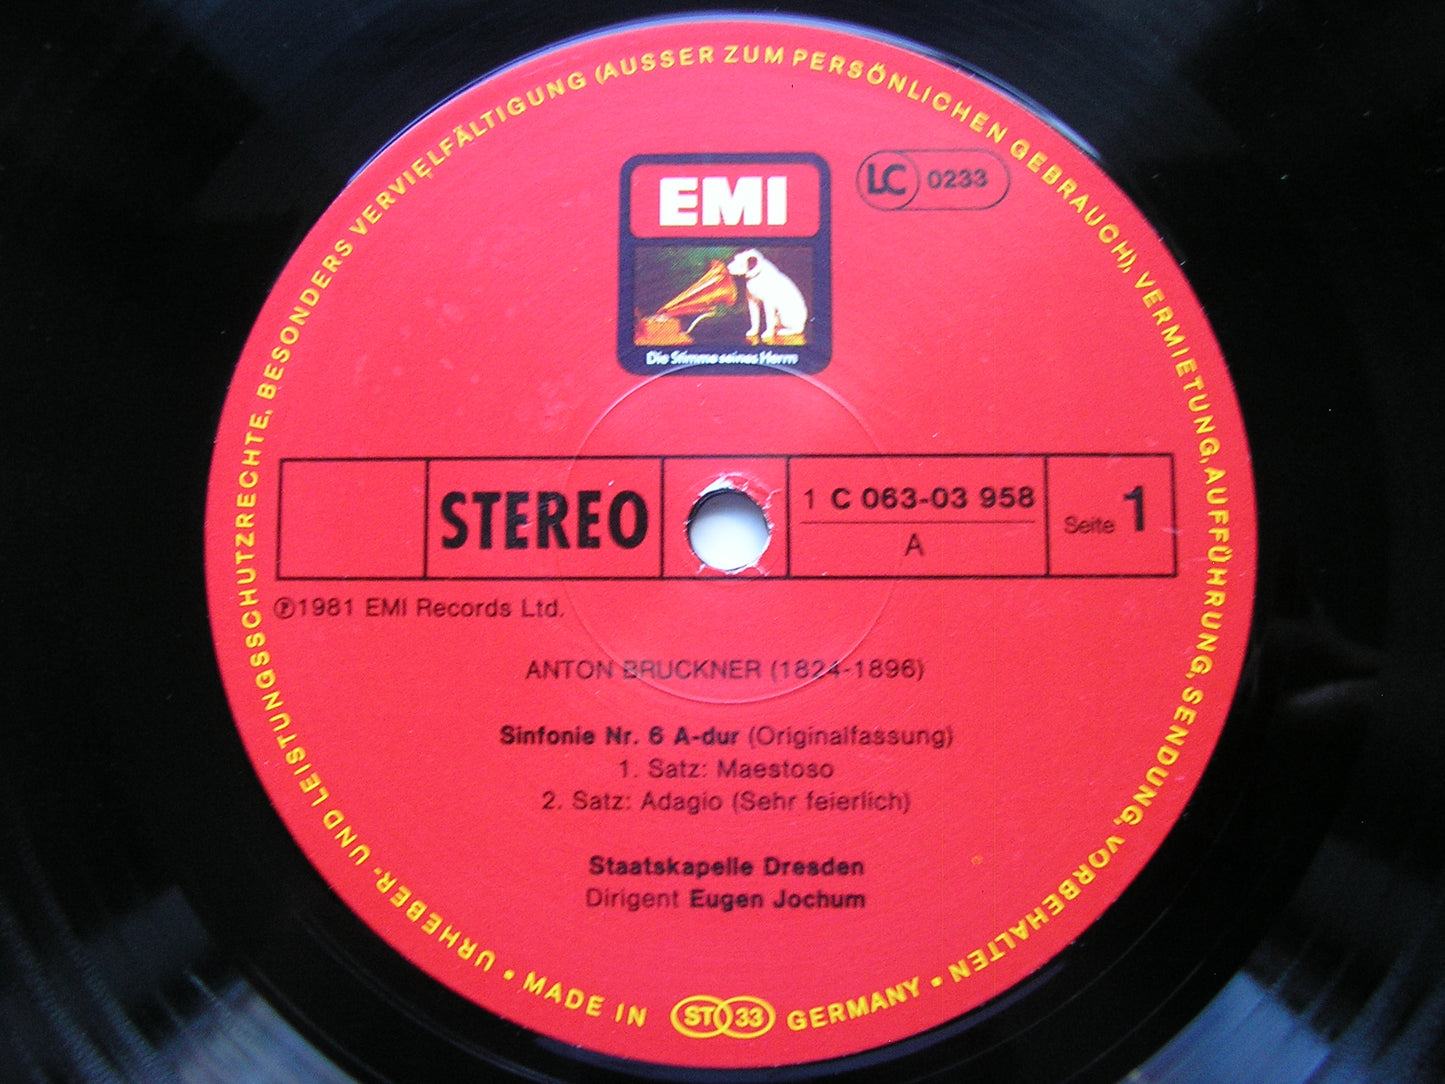 URHEBER- UND LEISTUNGSSCHUTZRECHTE, BESONDERS VERVIELFÄLTIGUNG (AUSSER ZUM PERSÖNLICHEN GEBRAUCH), VERMIETUNG, AUFFÜHRUNG, SENDUNG, VORBEHALTEN •
EMI
LC 0233
Die Stimme seines Herrn
STEREO
1 C 063-03 958
A
Seite 1
℗1981 EMI Records Ltd.
ANTON BRUCKNER (1824-1896)
Sinfonie Nr. 6 A-dur (Originalfassung)
1. Satz: Maestoso
2. Satz: Adagio (Sehr feierlich)
Staatskapelle Dresden
Dirigent Eugen Jochum
• MADE IN ST 33 GERMANY